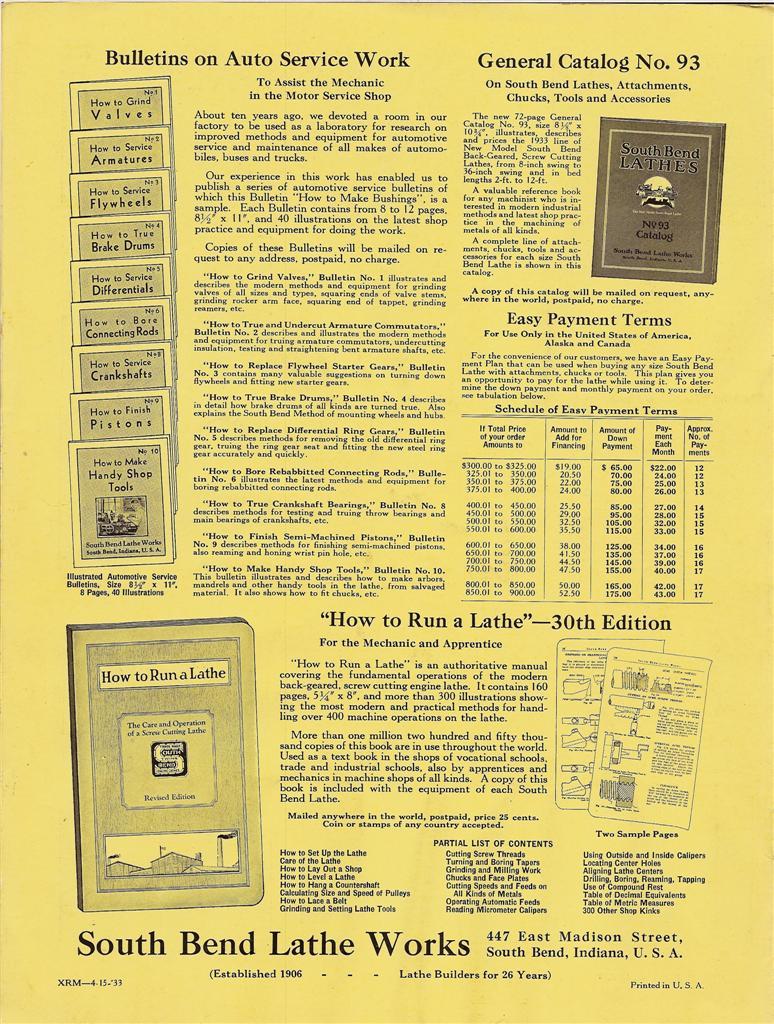 Bulletins on Auto Service Work
To Assist the Mechanic
in the Motor Service Shop
About ten years ago, we devoted a room in our
factory to be used as a laboratory for research on
improved methods and equipment for automotive
service and maintenance of all makes of automo-
biles, buses and trucks.
Our experience in this work has enabled us to
publish a series of automotive service bulletins of
which this Bulletin "How to Make Bushings", is a
sample. Each Bulletin contains from 8 to 12 pages,
8½" x 11", and 40 illustrations on the latest shop
practice and equipment for doing the work.
Copies of these Bulletins will be mailed on re-
quest to any address, postpaid, no charge.
"How to Grind Valves," Bulletin No. 1 illustrates and
describes the modern methods and equipment for grinding
valves of all sizes and types, squaring ends of valve stems,
grinding rocker arm face, squaring end of tappet, grinding
reamers, etc.
"How to True and Undercut Armature Commutators,"
Bulletin No. 2 describes and illustrates the modern methods
and equipment for truing armature commutators, undercutting
insulation, testing and straightening bent armature shafts, etc.
"How to Replace Flywheel Starter Gears," Bulletin
No. 3 contains many valuable suggestions on turning down
flywheels and fitting new starter gears.
"How to True Brake Drums," Bulletin No. 4 describes
in detail how brake drums of all kinds are turned true. Also
explains the South Bend Method of mounting wheels and hubs.
"How to Replace Differential Ring Gears," Bulletin
No. 5 describes methods for removing the old differential ring
gear, truing the ring gear seat and fitting the new steel ring
gear accurately and quickly.
"How to Bore Rebabbitted Connecting Rods," Bulle-
tin No. 6 illustrates the latest methods and equipment for
boring rebabbitted connecting rods.
"How to True Crankshaft Bearings," Bulletin No. 8
describes methods for testing and truing throw bearings and
main bearings of crankshafts, etc.
"How to Finish Semi-Machined Pistons," Bulletin
No. 9 describes methods for finishing semi-machined pistons,
also reaming and honing wrist pin hole, etc.
"How to Make Handy Shop Tools," Bulletin No. 10.
This bulletin illustrates and describes how to make arbors,
mandrels and other handy tools in the lathe, from salvaged
material. It also shows how to fit chucks, etc.
No 1
How to Grind
Valves
No 2
How to Service
Armatures
No 3
How to Service
Flywheels
No 4
How to True
Brake Drums
No 5
How to Service
Differentials
No 6
How to Bore
Connecting Rods
No 8
How to Service
Crankshafts
No 9
How to Finish
Pistons
No 10
How to Make
Handy Shop
Tools
South Bend Lathe Works
South Bend, Indiana, U. S. A.
Illustrated Automotive Service
Bulletins, Size 8½" x 11",
8 Pages, 40 Illustrations
General Catalog No. 93
On South Bend Lathes, Attachments,
Chucks, Tools and Accessories
The new 72-page General
Catalog No. 93, size 8½" x
10¾", illustrates, describes
and prices the 1933 line of
New Model South Bend
Back-Geared, Screw Cutting
Lathes, from 8-inch swing to
36-inch swing and in bed
lengths 2-ft. to 12-ft.
A valuable reference book
for any machinist who is in-
terested in modern industrial
methods and latest shop prac-
tice in the machining of
metals of all kinds.
A complete line of attach-
ments, chucks, tools and ac-
cessories for each size South
Bend Lathe is shown in this
catalog.
South Bend
LATHES
No 93
Catalog
South Bend Lathe Works
South Bend, Indiana, U.S.A.
A copy of this catalog will be mailed on request, any-
where in the world, postpaid, no charge.
Easy Payment Terms
For Use Only in the United States of America,
Alaska and Canada
For the convenience of our customers, we have an Easy Pay-
ment Plan that can be used when buying any size South Bend
Lathe with attachments, chucks or tools. This plan gives you
an opportunity to pay for the lathe while using it. To deter-
mine the down payment and monthly payment on your order,
see tabulation below.
Schedule of Easy Payment Terms
If Total Price of your order Amounts to | Amount to Add for Financing | Amount of Down Payment | Pay- ment Each Month | Approx. No. of Pay- ments
$300.00 to $325.00 $19.00 $ 65.00 $22.00 12
325.01 to 350.00 20.50 70.00 24.00 12
350.01 to 375.00 22.00 75.00 25.00 13
375.01 to 400.00 24.00 80.00 26.00 13
400.01 to 450.00 25.50 85.00 27.00 14
450.01 to 500.00 29.00 95.00 28.00 15
500.01 to 550.00 32.50 105.00 32.00 15
550.01 to 600.00 35.50 115.00 33.00 15
600.01 to 650.00 38.00 125.00 34.00 16
650.01 to 700.00 41.50 135.00 37.00 16
700.01 to 750.00 44.50 145.00 39.00 16
750.01 to 800.00 47.50 155.00 40.00 17
800.01 to 850.00 50.00 165.00 42.00 17
850.01 to 900.00 52.50 175.00 43.00 17
"How to Run a Lathe"—30th Edition
For the Mechanic and Apprentice
"How to Run a Lathe" is an authoritative manual
covering the fundamental operations of the modern
back-geared, screw cutting engine lathe. It contains 160
pages, 5¼" x 8", and more than 300 illustrations show-
ing the most modern and practical methods for hand-
ling over 400 machine operations on the lathe.
More than one million two hundred and fifty thou-
sand copies of this book are in use throughout the world.
Used as a text book in the shops of vocational schools,
trade and industrial schools, also by apprentices and
mechanics in machine shops of all kinds. A copy of this
book is included with the equipment of each South
Bend Lathe.
Mailed anywhere in the world, postpaid, price 25 cents.
Coin or stamps of any country accepted.
How to Run a Lathe
The Care and Operation
of a Screw Cutting Lathe
SOUTH
BEND
Revised Edition
Two Sample Pages
PARTIAL LIST OF CONTENTS
How to Set Up the Lathe
Care of the Lathe
How to Lay Out a Shop
How to Level a Lathe
How to Hang a Countershaft
Calculating Size and Speed of Pulleys
How to Lace a Belt
Grinding and Setting Lathe Tools
Cutting Screw Threads
Turning and Boring Tapers
Grinding and Milling Work
Chucks and Face Plates
Cutting Speeds and Feeds on
All Kinds of Metals
Operating Automatic Feeds
Reading Micrometer Calipers
Using Outside and Inside Calipers
Locating Center Holes
Aligning Lathe Centers
Drilling, Boring, Reaming, Tapping
Use of Compound Rest
Table of Decimal Equivalents
Table of Metric Measures
300 Other Shop Kinks
South Bend Lathe Works
447 East Madison Street,
South Bend, Indiana, U. S. A.
(Established 1906 - - - Lathe Builders for 26 Years)
XRM—4-15-'33
Printed in U. S. A.